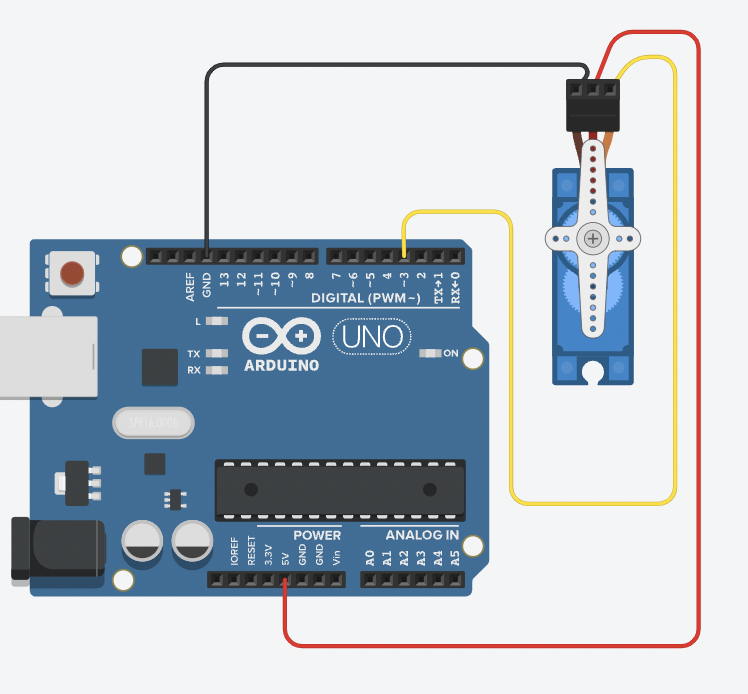 AREF
GND
13
12
~11
~10
~9
8
7
~6
~5
4
~3
2
TX→1
RX←0
DIGITAL (PWM~)
L
TX
RX
UNO
ON
ARDUINO
SPK16.000G
POWER
ANALOG IN
IOREF
RESET
3.3V
5V
GND
GND
Vin
A0
A1
A2
A3
A4
A5